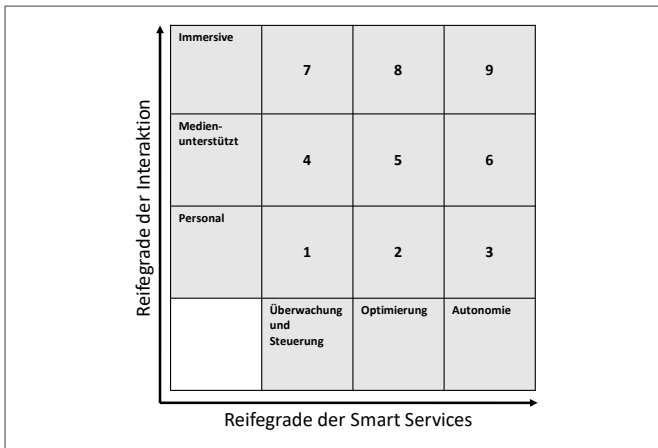 Reifegrade der Interaktion
Immersive
7
8
9
Medien-
unterstützt
4
5
6
Personal
1
2
3
Überwachung
und
Steuerung
Optimierung
Autonomie
Reifegrade der Smart Services